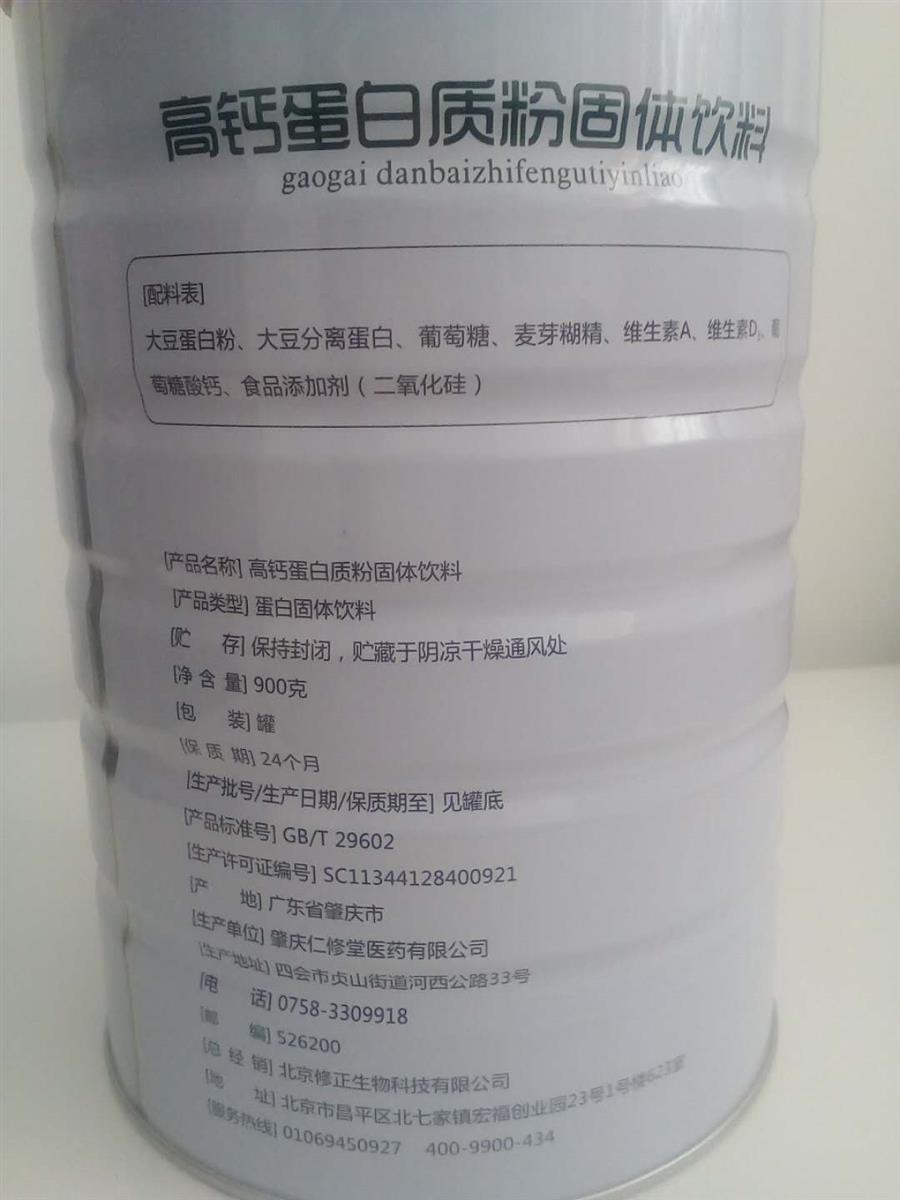 高钙蛋白质粉固体饮料
gaogai danbaizhifengutiyinliao
[配料表]
大豆蛋白粉、大豆分离蛋白、葡萄糖、麦芽糊精、维生素A、维生素D₃、葡
萄糖酸钙、食品添加剂（二氧化硅）
[产品名称] 高钙蛋白质粉固体饮料
[产品类型] 蛋白固体饮料
[贮 存] 保持封闭，贮藏于阴凉干燥通风处
[净 含 量] 900克
[包 装] 罐
[保 质 期] 24个月
[生产批号/生产日期/保质期至] 见罐底
[产品标准号] GB/T 29602
[生产许可证编号] SC11344128400921
[产 地] 广东省肇庆市
[生产单位] 肇庆仁修堂医药有限公司
[生产地址] 四会市贞山街道河西公路33号
[电 话] 0758-3309918
[邮 编] 526200
[总 经 销] 北京修正生物科技有限公司
[地 址] 北京市昌平区北七家镇宏福创业园23号1号楼623室
[服务热线] 01069450927 400-9900-434